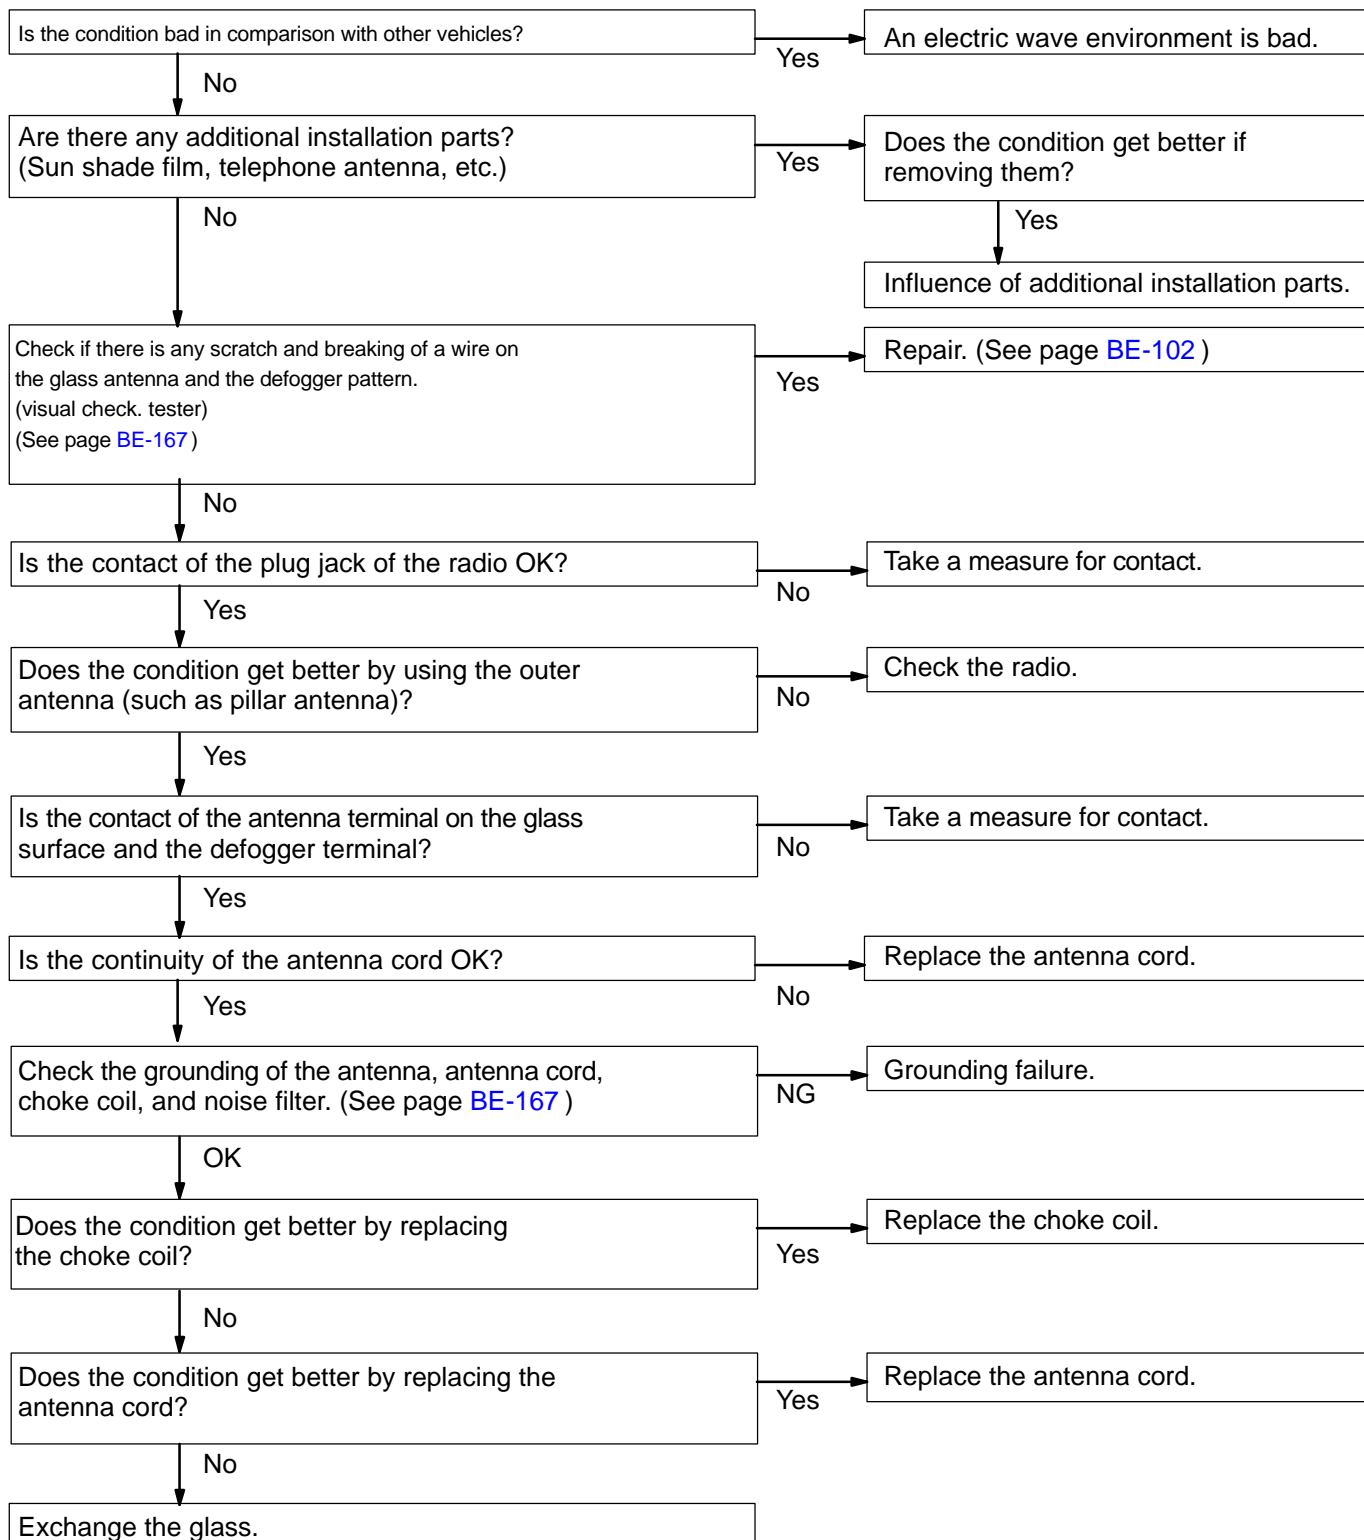 Is the condition bad in comparison with other vehicles?
Yes
An electric wave environment is bad.
No
Are there any additional installation parts?
(Sun shade film, telephone antenna, etc.)
Yes
Does the condition get better if
removing them?
No
Yes
Influence of additional installation parts.
Check if there is any scratch and breaking of a wire on
the glass antenna and the defogger pattern.
(visual check. tester)
(See page BE-167 )
Yes
Repair. (See page BE-102 )
No
Is the contact of the plug jack of the radio OK?
No
Take a measure for contact.
Yes
Does the condition get better by using the outer
antenna (such as pillar antenna)?
No
Check the radio.
Yes
Is the contact of the antenna terminal on the glass
surface and the defogger terminal?
No
Take a measure for contact.
Yes
Is the continuity of the antenna cord OK?
No
Replace the antenna cord.
Yes
Check the grounding of the antenna, antenna cord,
choke coil, and noise filter. (See page BE-167 )
NG
Grounding failure.
OK
Does the condition get better by replacing
the choke coil?
Yes
Replace the choke coil.
No
Does the condition get better by replacing the
antenna cord?
Yes
Replace the antenna cord.
No
Exchange the glass.